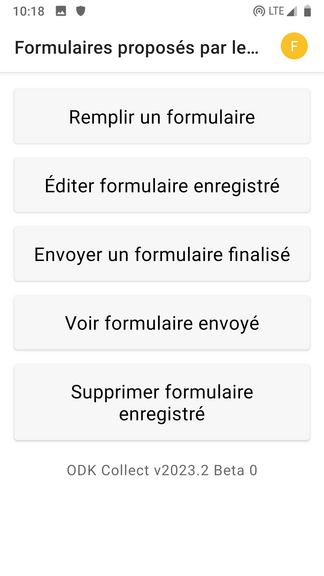 10:18 LTE
Formulaires proposés par le...
F
Remplir un formulaire
Éditer formulaire enregistré
Envoyer un formulaire finalisé
Voir formulaire envoyé
Supprimer formulaire
enregistré
ODK Collect v2023.2 Beta 0